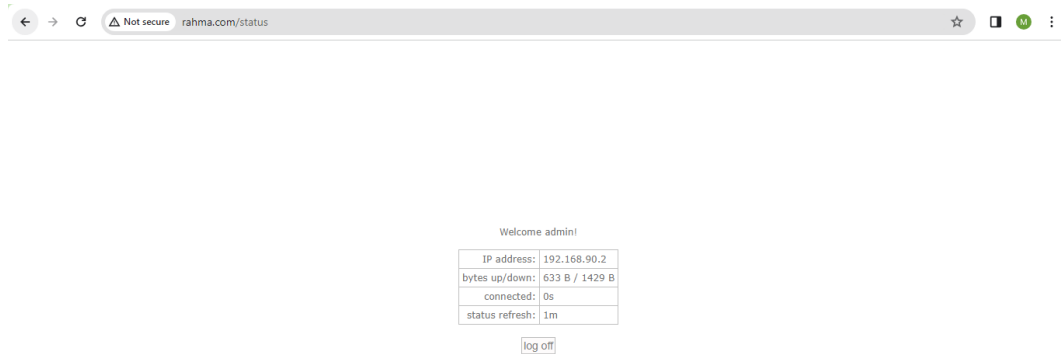 Not secure rahma.com/status M
Welcome admin!
IP address: 192.168.90.2
bytes up/down: 633 B / 1429 B
connected: 0s
status refresh: 1m
log off